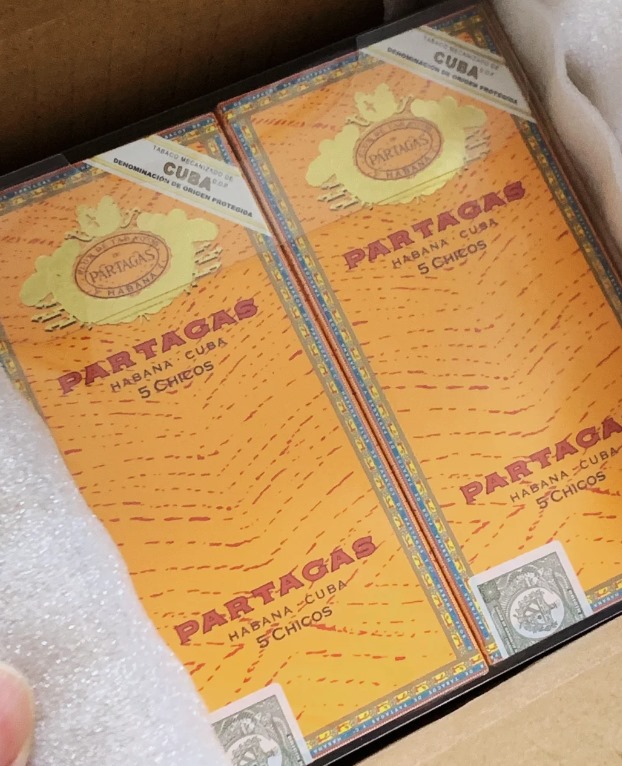 TABACO MECANIZADO DE
CUBA D.O.P.
DENOMINACIÓN DE ORIGEN PROTEGIDA
PARTAGAS
HABANA
PARTAGAS
HABANA - CUBA
5 CHICOS
PARTAGAS
HABANA - CUBA
5 CHICOS
TABACO MECANIZADO DE
CUBA D.O.P.
DENOMINACIÓN DE ORIGEN PROTEGIDA
PARTAGAS
HABANA
PARTAGAS
HABANA CUBA
5 CHICOS
PARTAGA
HABANA - CUBA
5 CHICOS